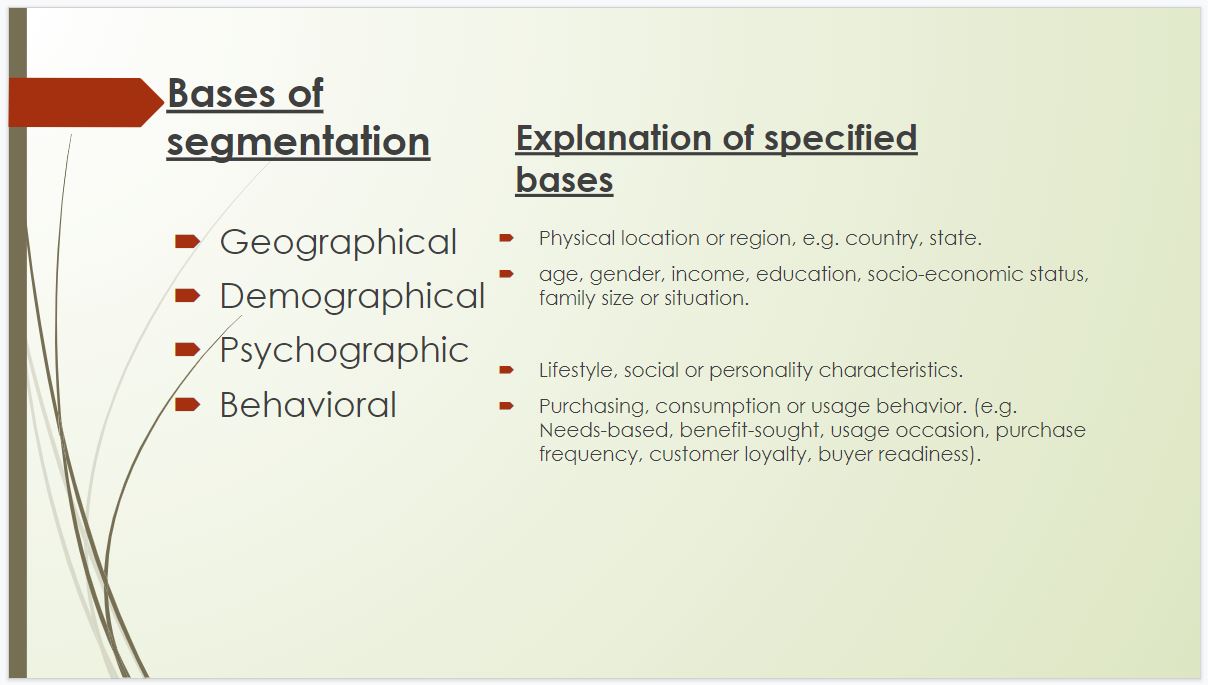 Bases of
segmentation
Geographical
Demographical
Psychographic
Behavioral
Explanation of specified
bases
Physical location or region, e.g. country, state.
age, gender, income, education, socio-economic status,
family size or situation.
Lifestyle, social or personality characteristics.
Purchasing, consumption or usage behavior. (e.g.
Needs-based, benefit-sought, usage occasion, purchase
frequency, customer loyalty, buyer readiness).